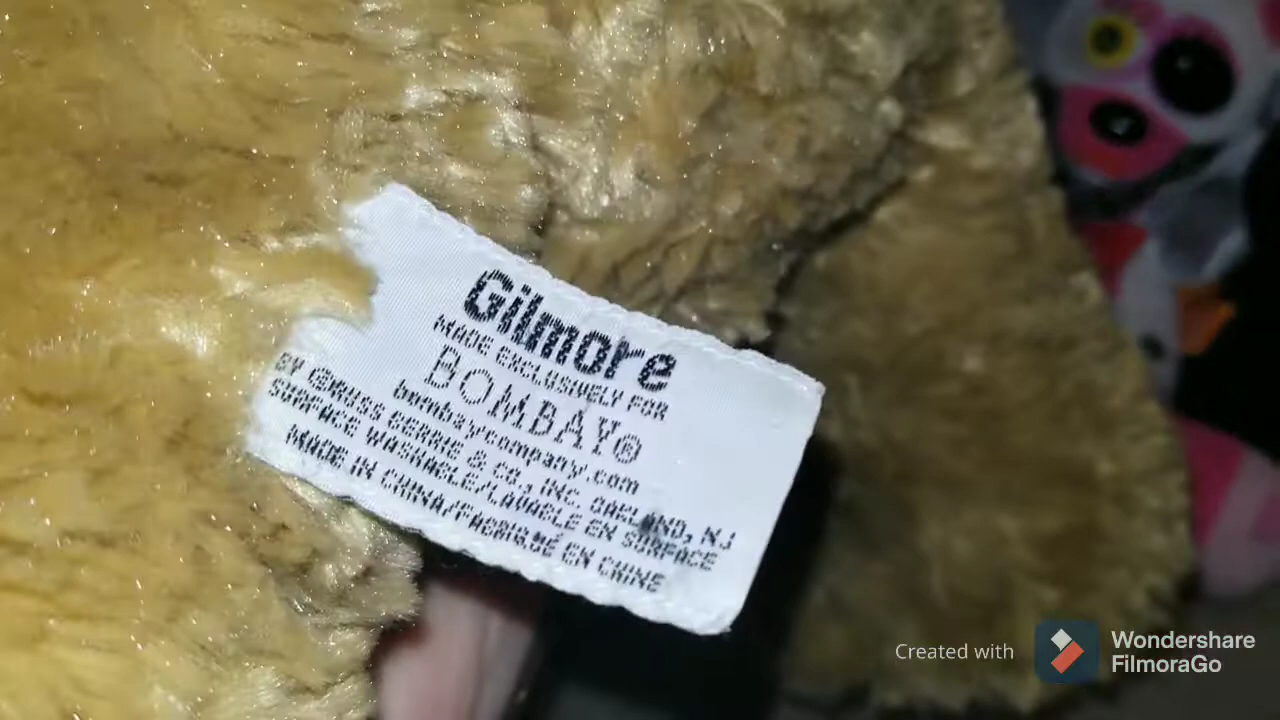 Gilmore
MADE EXCLUSIVELY FOR
BOMBAY®
bombaycompany.com
BY ©RUSS BERRIE & CO., INC. OAKLAND, NJ
SURFACE WASHABLE/LAVABLE EN SURFACE
MADE IN CHINA/FABRIQUÉ EN CHINE
Created with
Wondershare
FilmoraGo